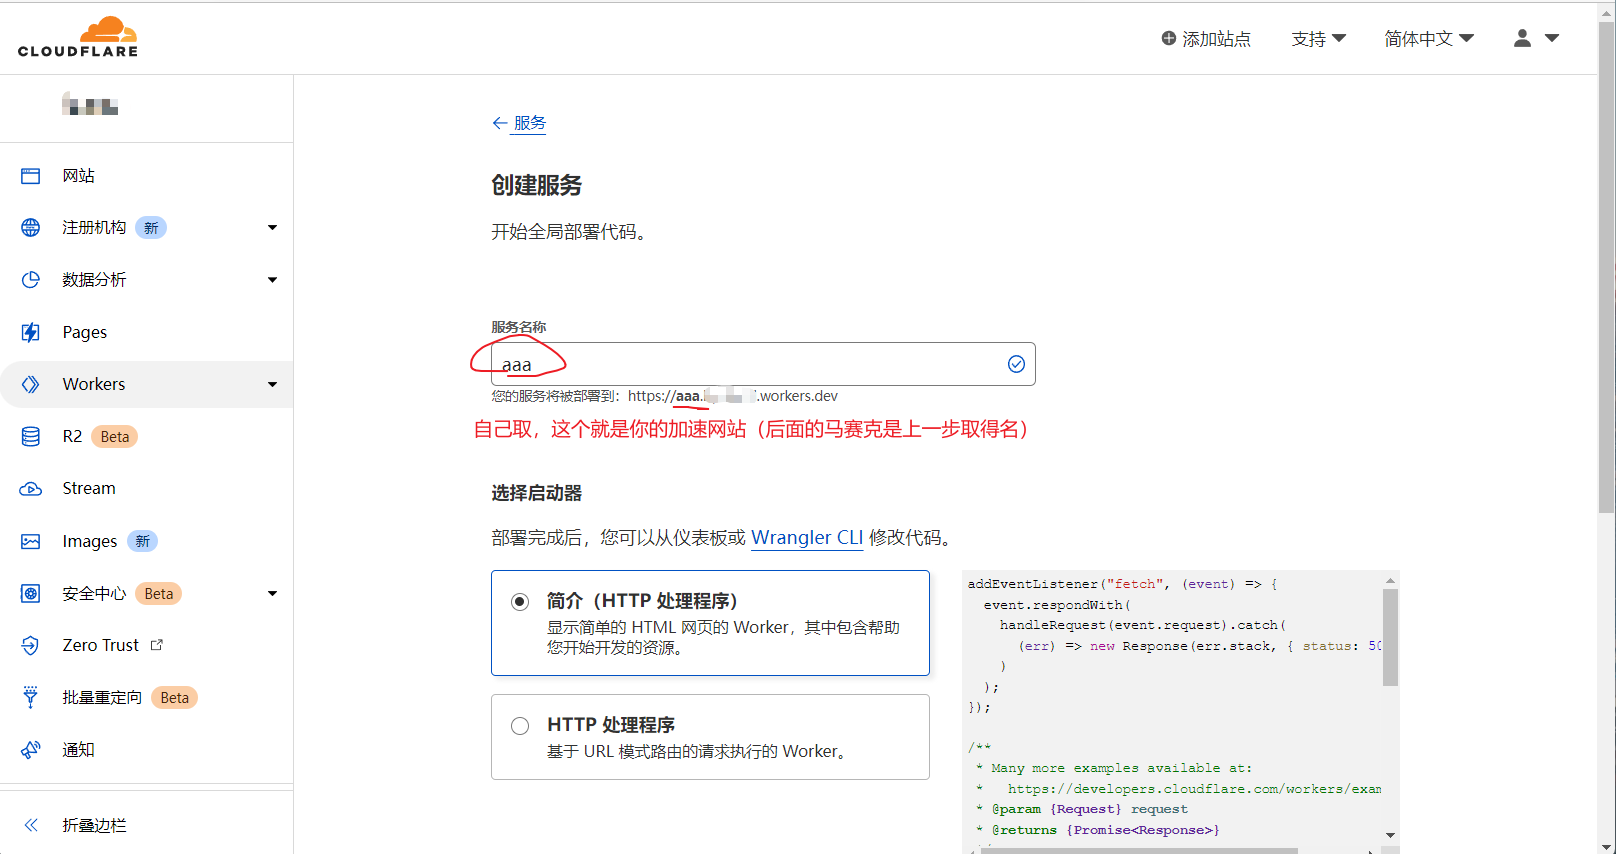 CLOUDFLARE
添加站点
支持
简体中文
网站
注册机构 新
数据分析
Pages
Workers
R2 Beta
Stream
Images 新
安全中心 Beta
Zero Trust
批量重定向 Beta
通知
折叠边栏
服务
创建服务
开始全局部署代码。
服务名称
aaa
您的服务将被部署到：https://aaa. .workers.dev
自己取，这个就是你的加速网站（后面的马赛克是上一步取得名）
选择启动器
部署完成后，您可以从仪表板或 Wrangler CLI 修改代码。
简介（HTTP 处理程序）
显示简单的 HTML 网页的 Worker，其中包含帮助
您开始开发的资源。
HTTP 处理程序
基于 URL 模式路由的请求执行的 Worker。
addEventListener("fetch", (event) => {
event.respondWith(
handleRequest(event.request).catch(
(err) => new Response(err.stack, { status: 50
)
);
});
/**
* Many more examples available at:
* https://developers.cloudflare.com/workers/exam
* @param {Request} request
* @returns {Promise<Response>}